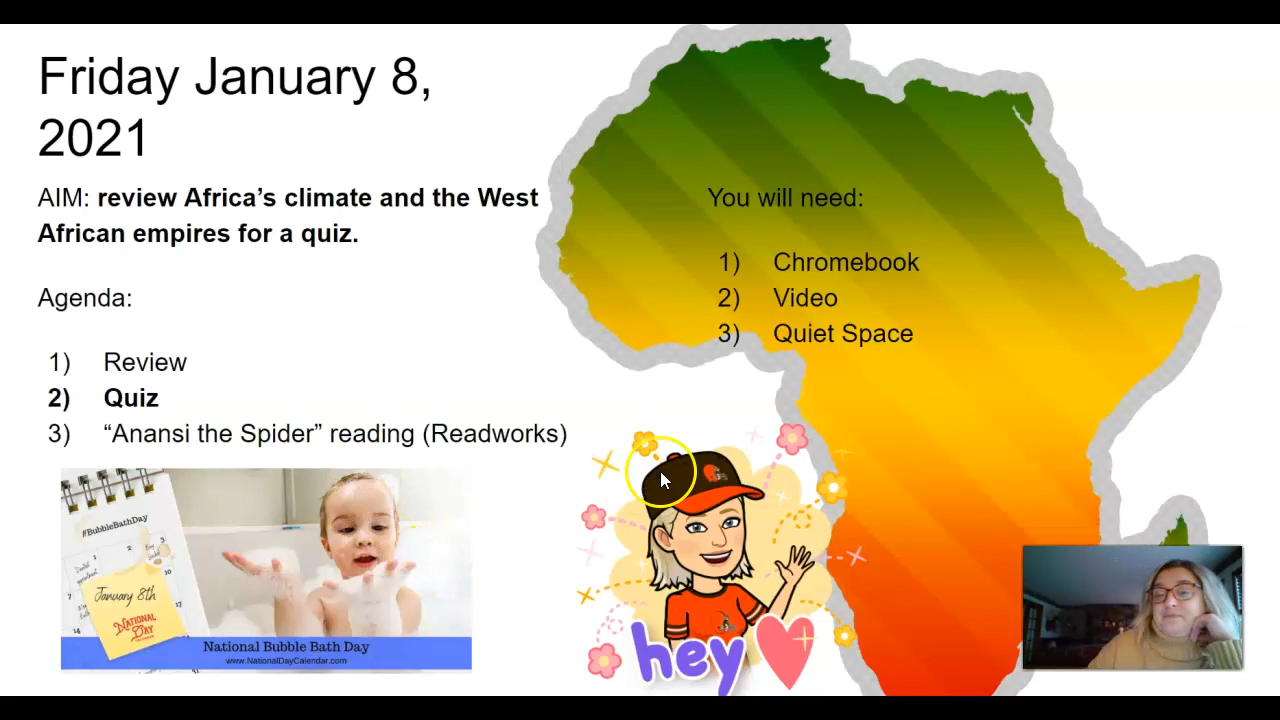 Friday January 8,
2021
AIM: review Africa’s climate and the West
African empires for a quiz.
Agenda:
1) Review
2) Quiz
3) “Anansi the Spider” reading (Readworks)
You will need:
1) Chromebook
2) Video
3) Quiet Space
#BubbleBathDay
January 8th
NATIONAL
DAY
National Bubble Bath Day
www.NationalDayCalendar.com
hey